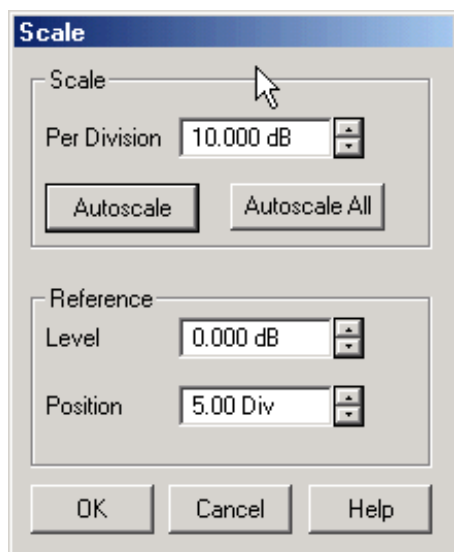 Scale
Scale
Per Division 10.000 dB
Autoscale Autoscale All
Reference
Level 0.000 dB
Position 5.00 Div
OK Cancel Help